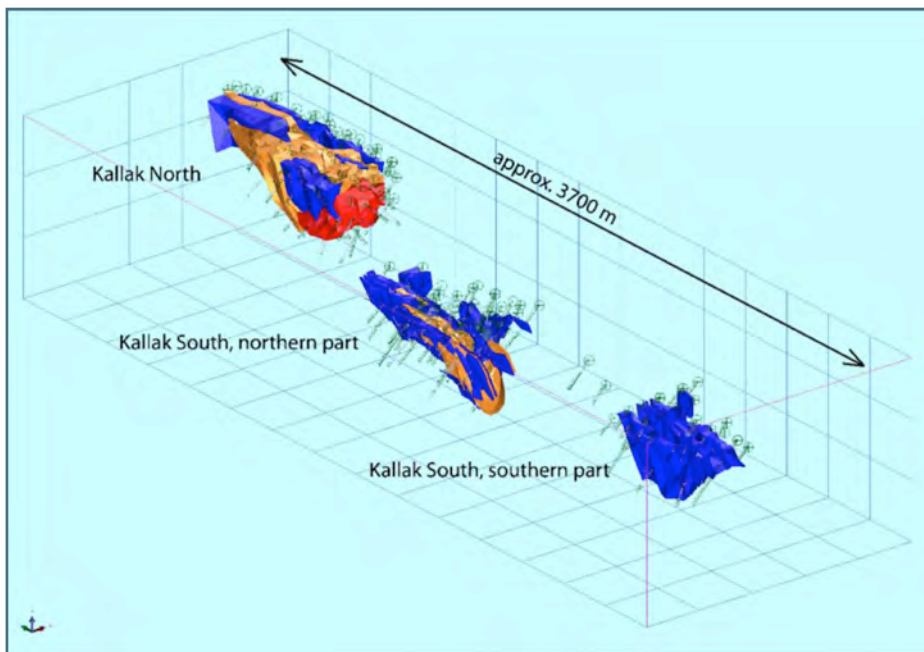 approx. 3700 m
Kallak North
Kallak South, northern part
Kallak South, southern part